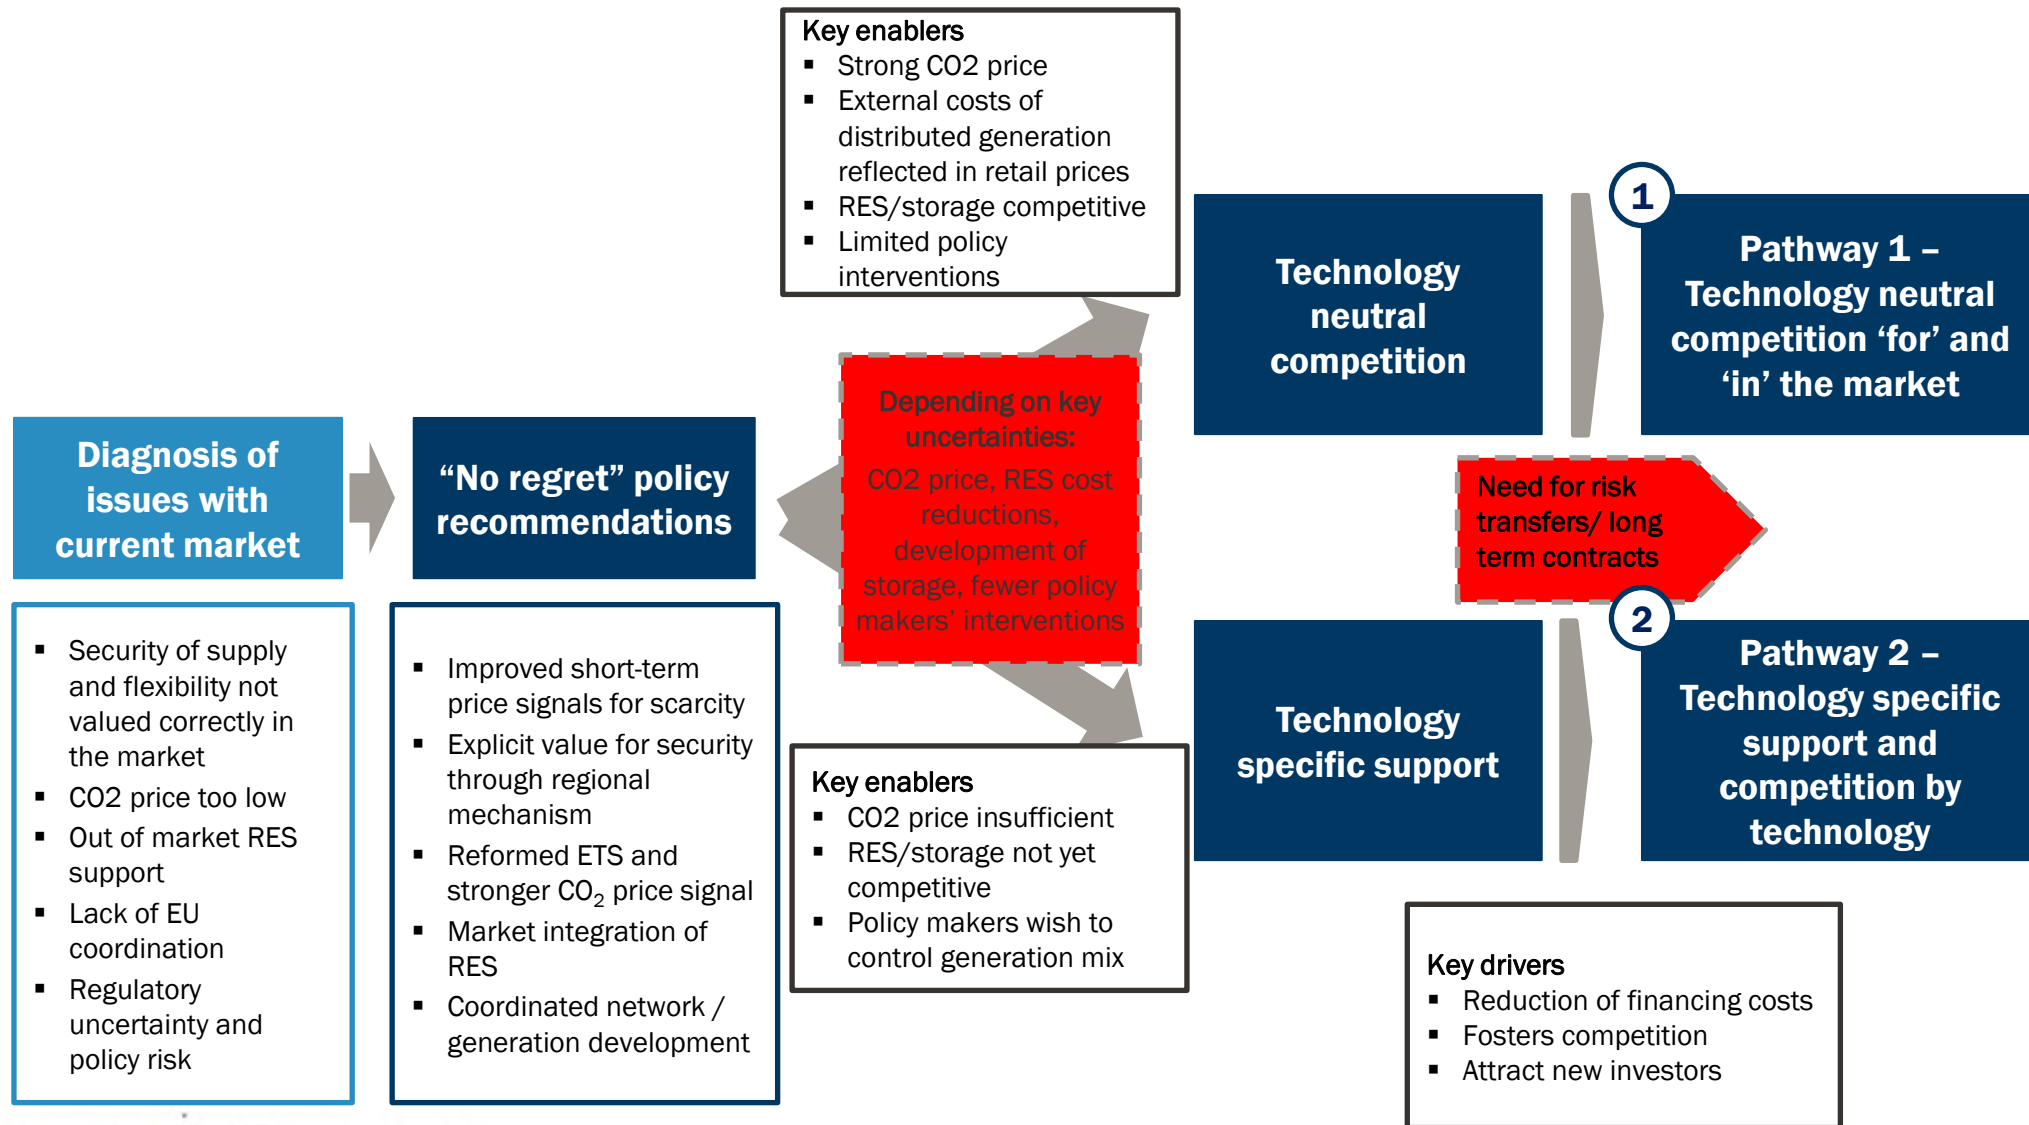 Key enablers
▪ Strong CO2 price
▪ External costs of
distributed generation
reflected in retail prices
▪ RES/storage competitive
▪ Limited policy
interventions
Diagnosis of
issues with
current market
▪ Security of supply
and flexibility not
valued correctly in
the market
▪ CO2 price too low
▪ Out of market RES
support
▪ Lack of EU
coordination
▪ Regulatory
uncertainty and
policy risk
“No regret” policy
recommendations
▪ Improved short-term
price signals for scarcity
▪ Explicit value for security
through regional
mechanism
▪ Reformed ETS and
stronger CO₂ price signal
▪ Market integration of
RES
▪ Coordinated network /
generation development
Depending on key
uncertainties:
CO2 price, RES cost
reductions,
development of
storage, fewer policy
makers’ interventions
Key enablers
▪ CO2 price insufficient
▪ RES/storage not yet
competitive
▪ Policy makers wish to
control generation mix
Technology
neutral
competition
1
Pathway 1 –
Technology neutral
competition ‘for’ and
‘in’ the market
Need for risk
transfers/ long
term contracts
Technology
specific support
2
Pathway 2 –
Technology specific
support and
competition by
technology
Key drivers
▪ Reduction of financing costs
▪ Fosters competition
▪ Attract new investors